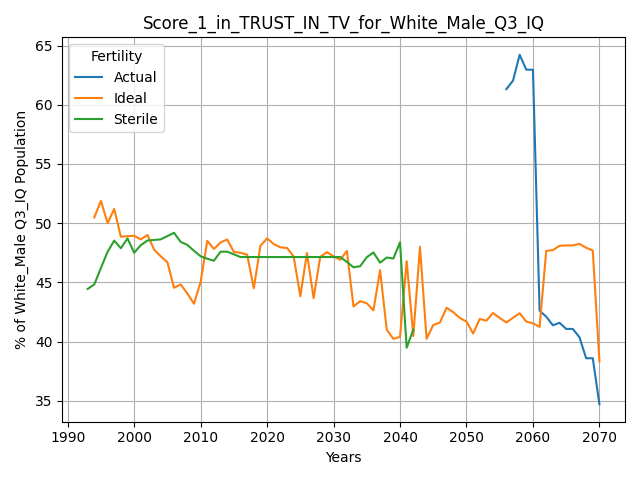 Score_1_in_TRUST_IN_TV_for_White_Male_Q3_IQ
% of White_Male Q3_IQ Population
65
60
55
50
45
40
35
Fertility
Actual
Ideal
Sterile
1990 2000 2010 2020 2030 2040 2050 2060 2070
Years